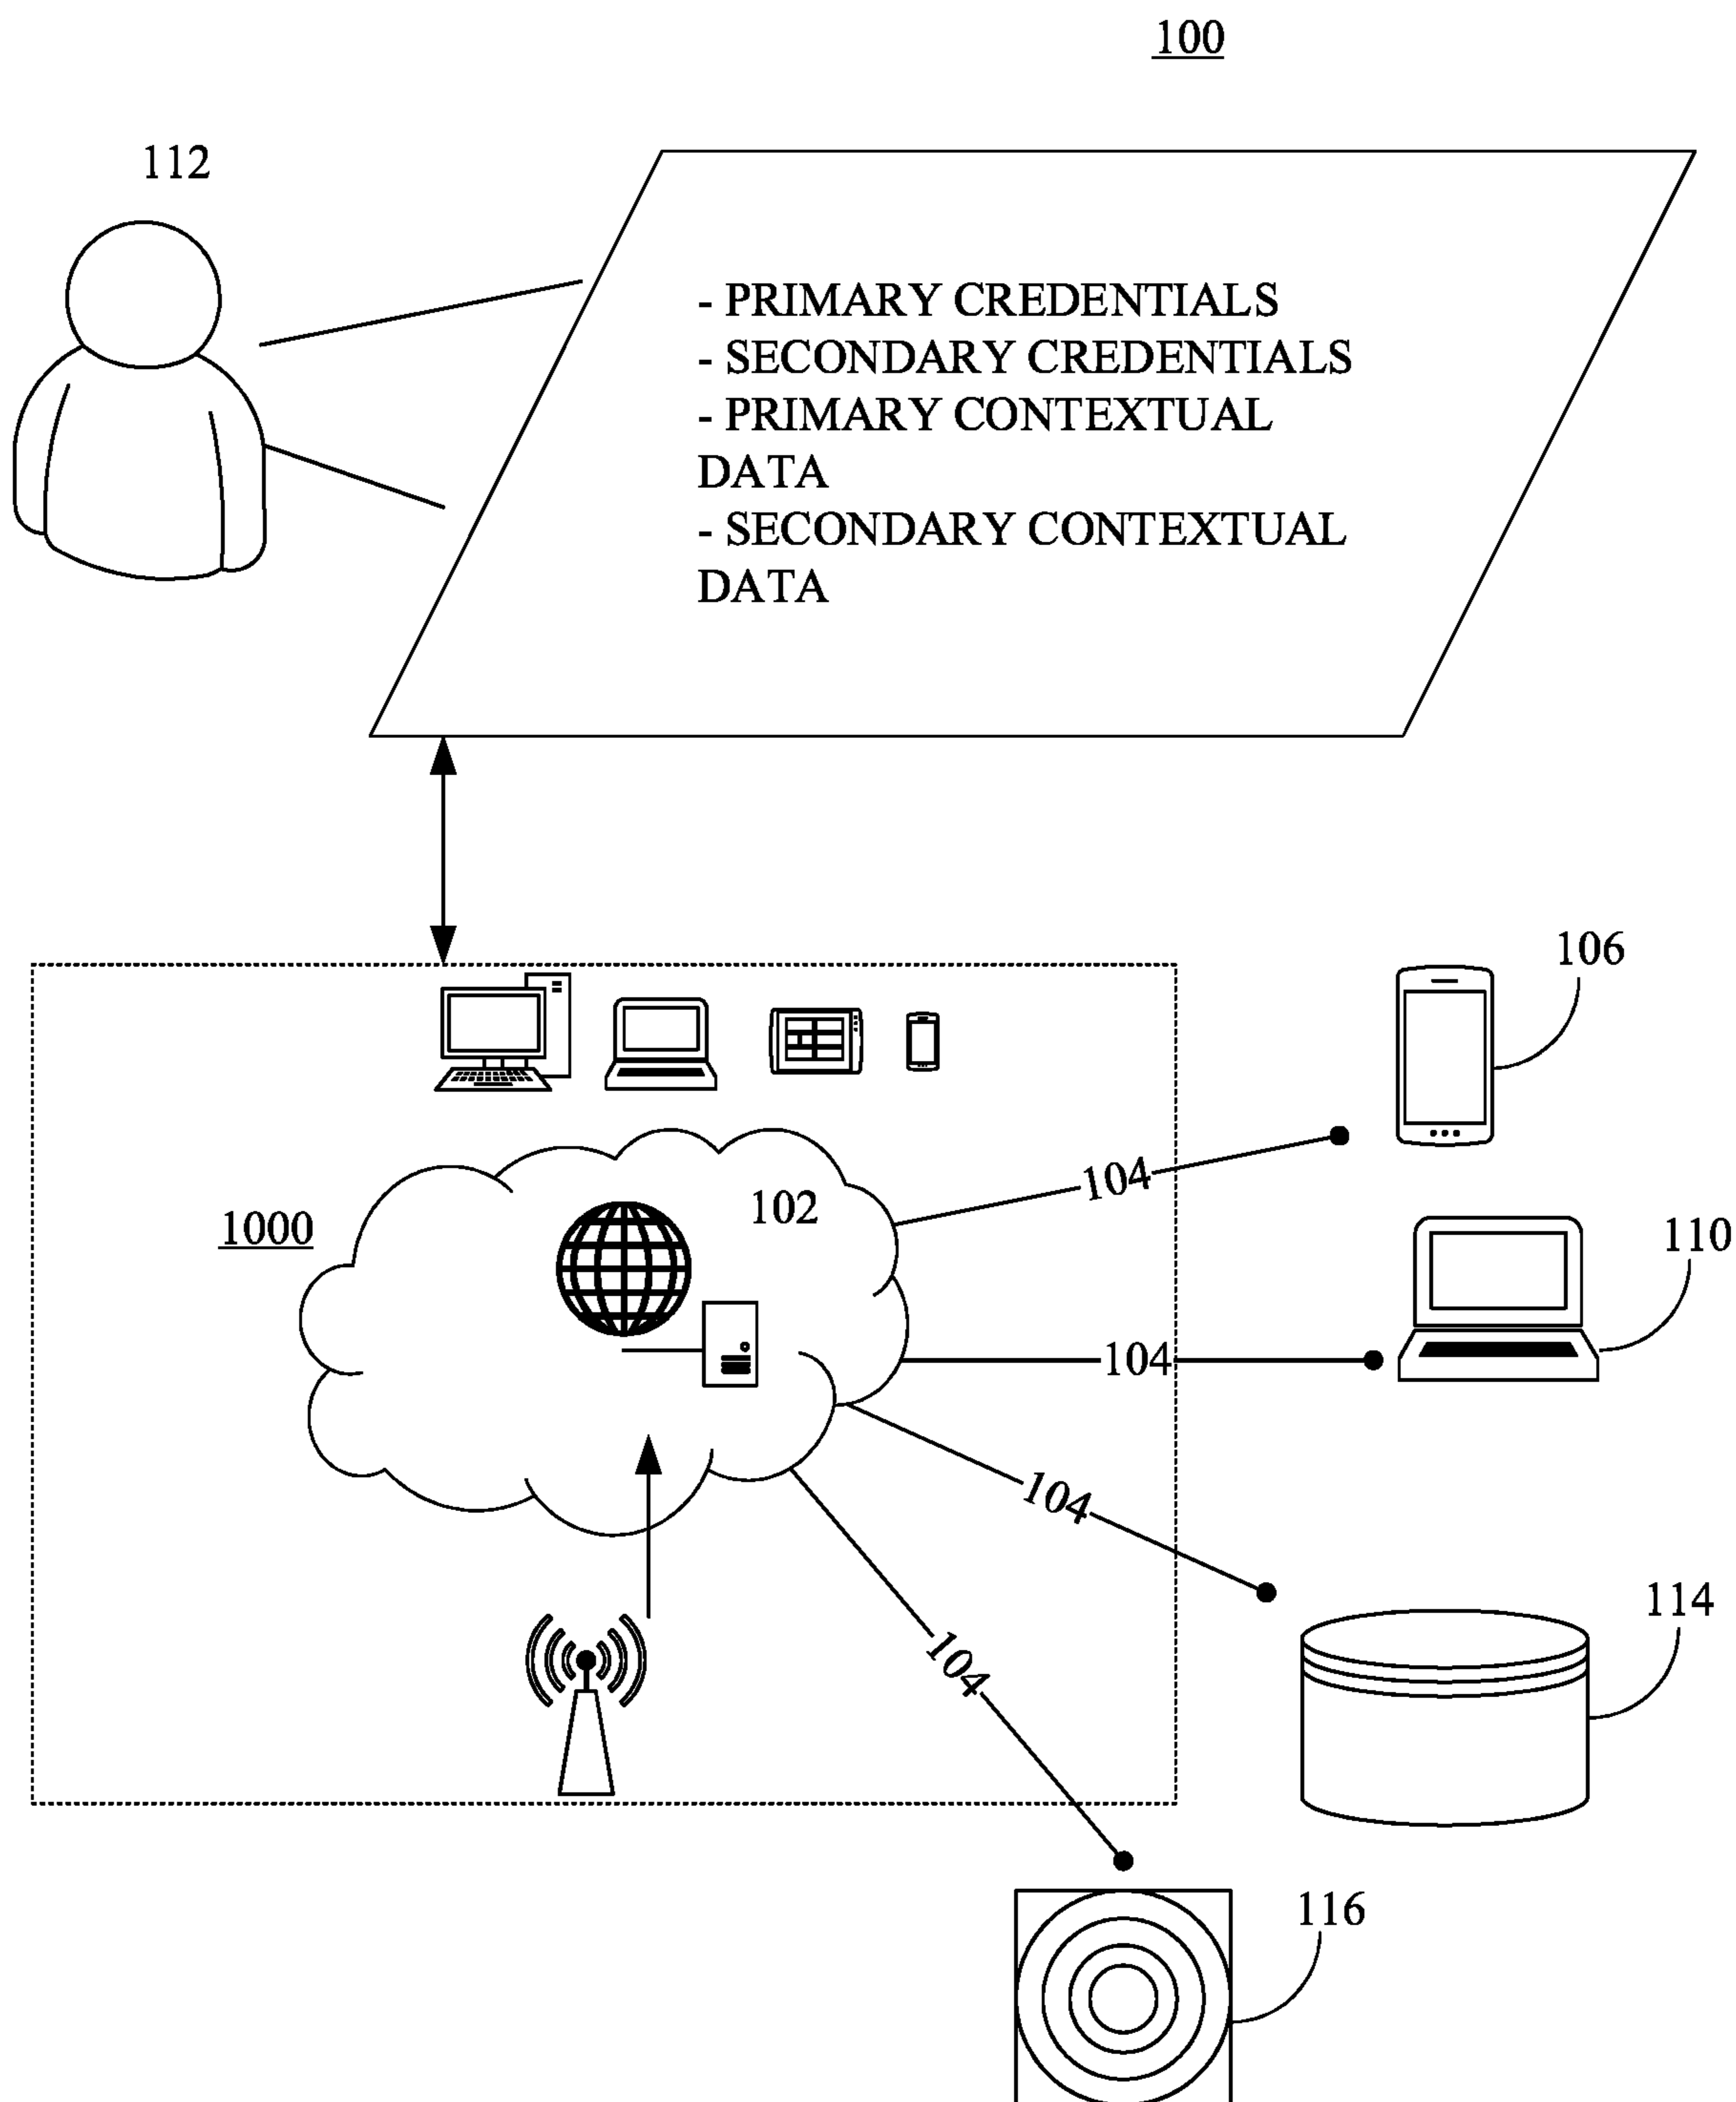 100
112
- PRIMARY CREDENTIALS
- SECONDARY CREDENTIALS
- PRIMARY CONTEXTUAL
DATA
- SECONDARY CONTEXTUAL
DATA
106
104
102
1000
110
104
104
114
104
116